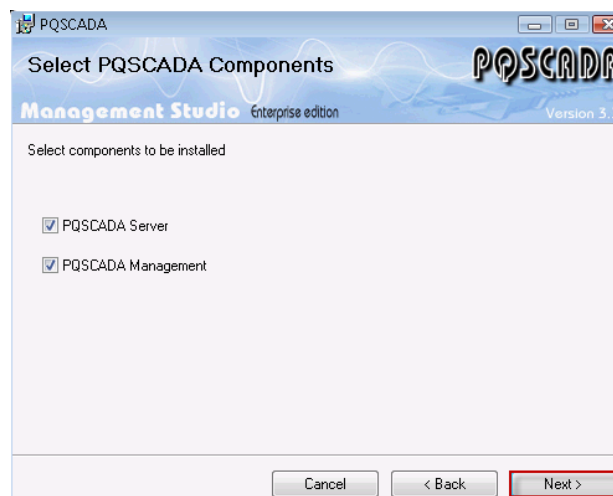 PQSCADA
Select PQSCADA Components
PQSCADA
Management Studio Enterprise edition
Version 3.
Select components to be installed
PQSCADA Server
PQSCADA Management
Cancel
< Back
Next >